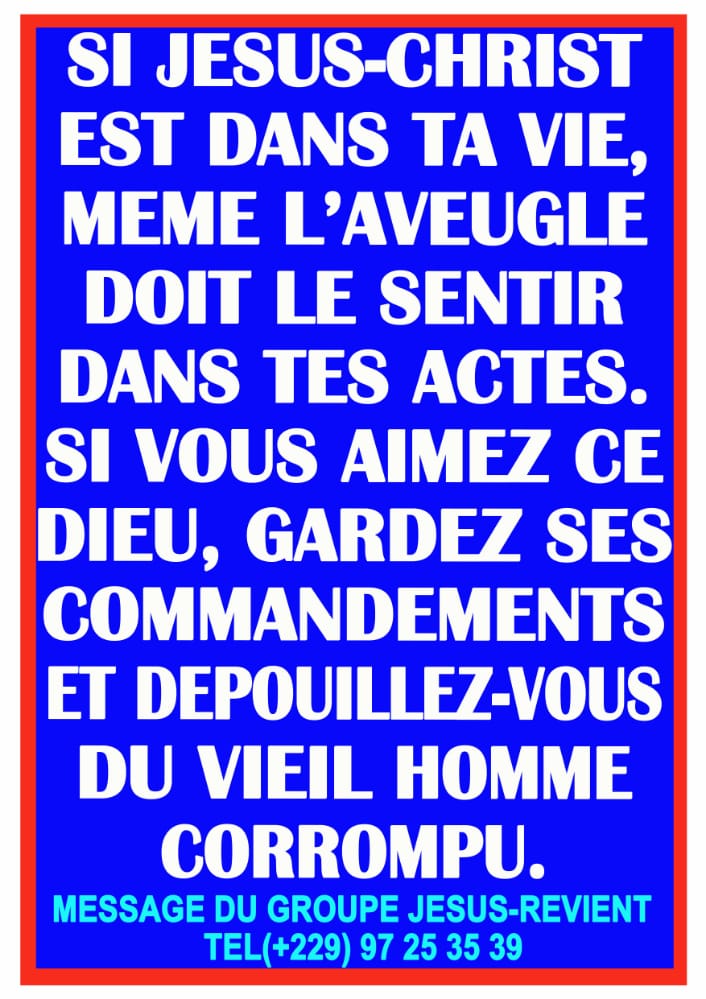 SI JESUS-CHRIST
EST DANS TA VIE,
MEME L’AVEUGLE
DOIT LE SENTIR
DANS TES ACTES.
SI VOUS AIMEZ CE
DIEU, GARDEZ SES
COMMANDEMENTS
ET DEPOUILLEZ-VOUS
DU VIEIL HOMME
CORROMPU.
MESSAGE DU GROUPE JESUS-REVIENT
TEL(+229) 97 25 35 39